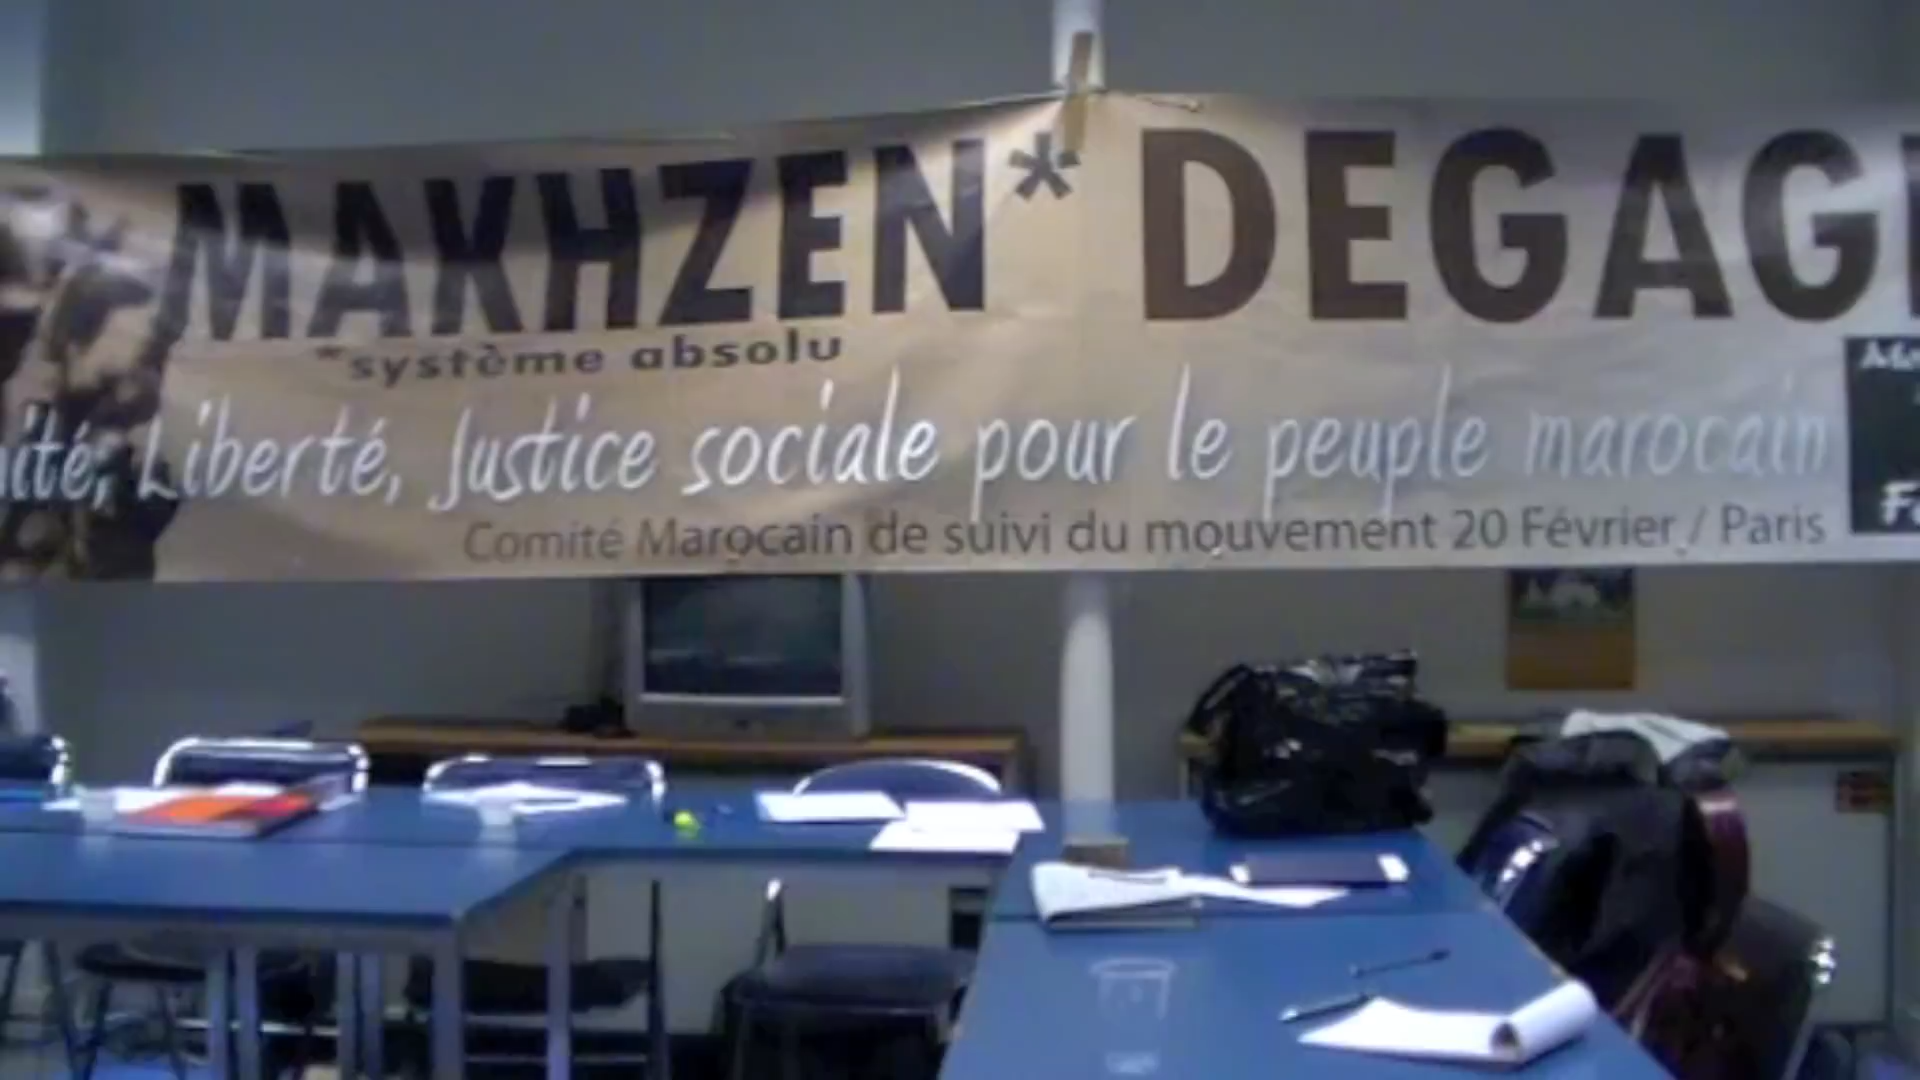 MAKHZEN* DEGAGE
*système absolu
Liberté, Justice sociale pour le peuple marocain
Comité Marocain de suivi du mouvement 20 Février / Paris